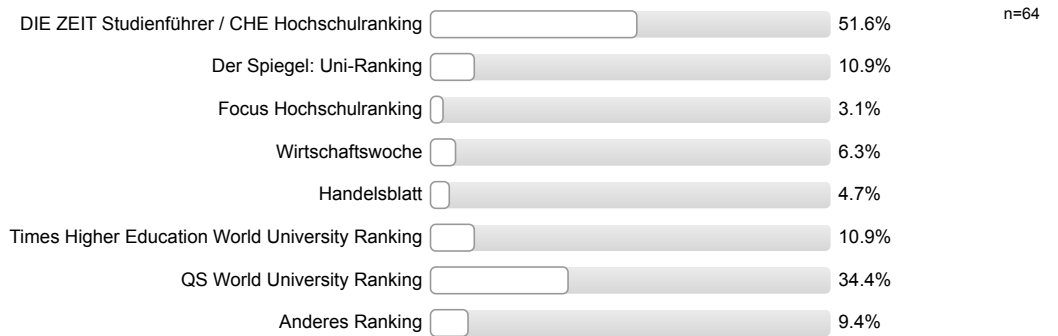 DIE ZEIT Studienführer / CHE Hochschulranking 51.6% n=64
Der Spiegel: Uni-Ranking 10.9%
Focus Hochschulranking 3.1%
Wirtschaftswoche 6.3%
Handelsblatt 4.7%
Times Higher Education World University Ranking 10.9%
QS World University Ranking 34.4%
Anderes Ranking 9.4%